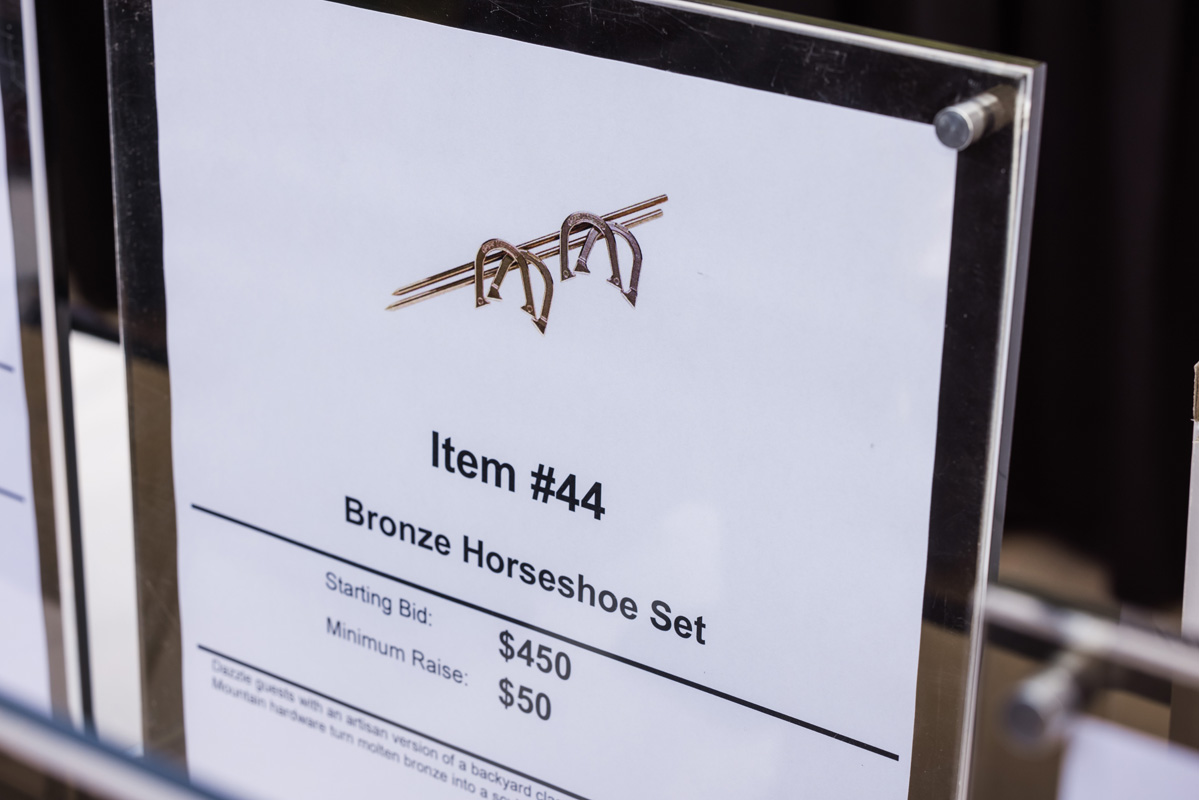 Item #44
Bronze Horseshoe Set
Starting Bid: $450
Minimum Raise: $50
Dazzle guests with an artisan version of a backyard
Mountain hardware turn molten bronze into a